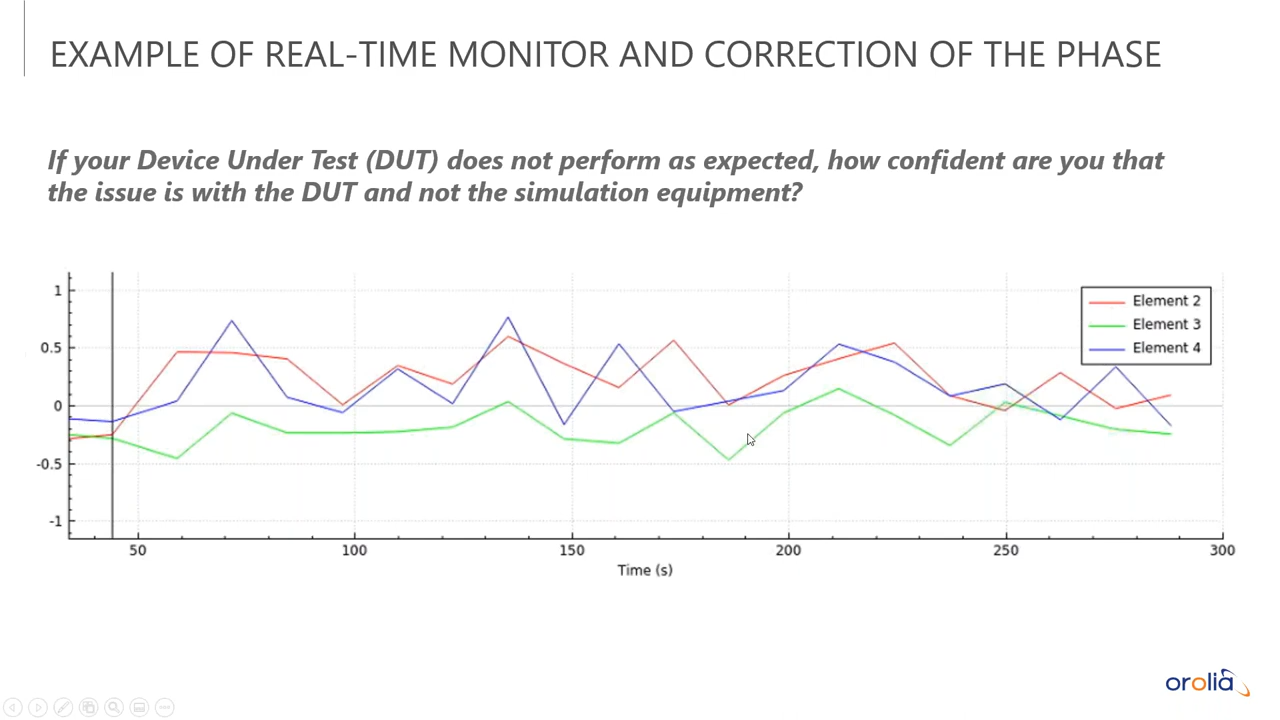 EXAMPLE OF REAL-TIME MONITOR AND CORRECTION OF THE PHASE
If your Device Under Test (DUT) does not perform as expected, how confident are you that
the issue is with the DUT and not the simulation equipment?
1
0.5
0
-0.5
-1
Element 2
Element 3
Element 4
50 100 150 200 250 300
Time (s)
orolia